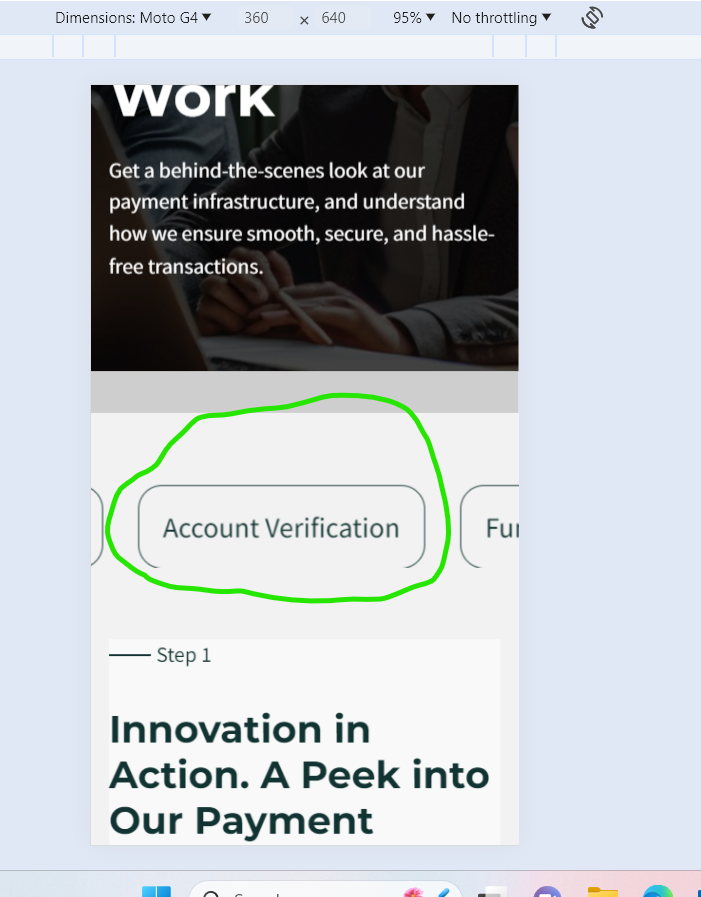 Dimensions: Moto G4 360 x 640 95% No throttling
Work
Get a behind-the-scenes look at our
payment infrastructure, and understand
how we ensure smooth, secure, and hassle-
free transactions.
Account Verification Fur
Step 1
Innovation in
Action. A Peek into
Our Payment